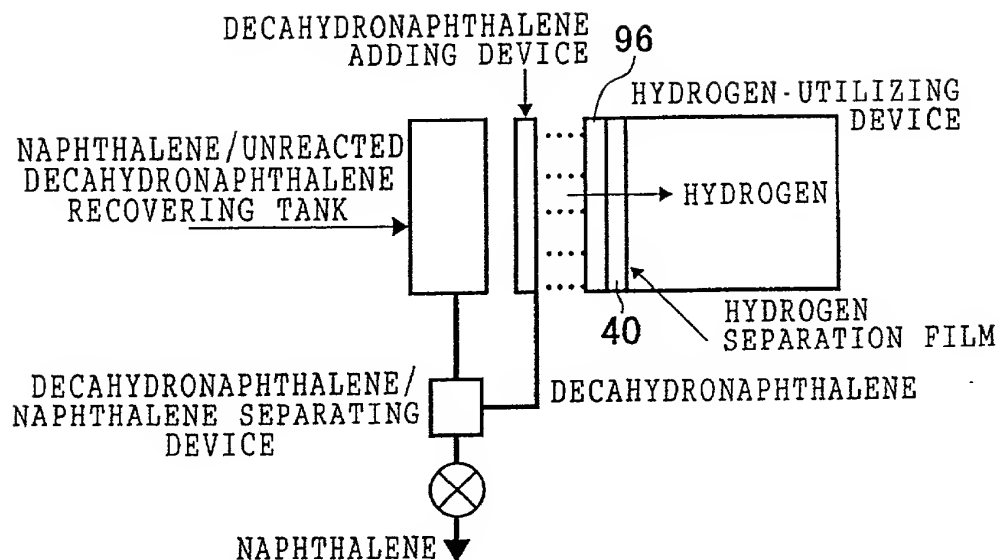 DECAHYDRONAPHTHALENE
ADDING DEVICE
96
HYDROGEN-UTILIZING
DEVICE
NAPHTHALENE/UNREACTED
DECAHYDRONAPHTHALENE
RECOVERING TANK
HYDROGEN
40
HYDROGEN
SEPARATION FILM
DECAHYDRONAPHTHALENE/
NAPHTHALENE SEPARATING
DEVICE
DECAHYDRONAPHTHALENE
NAPHTHALENE